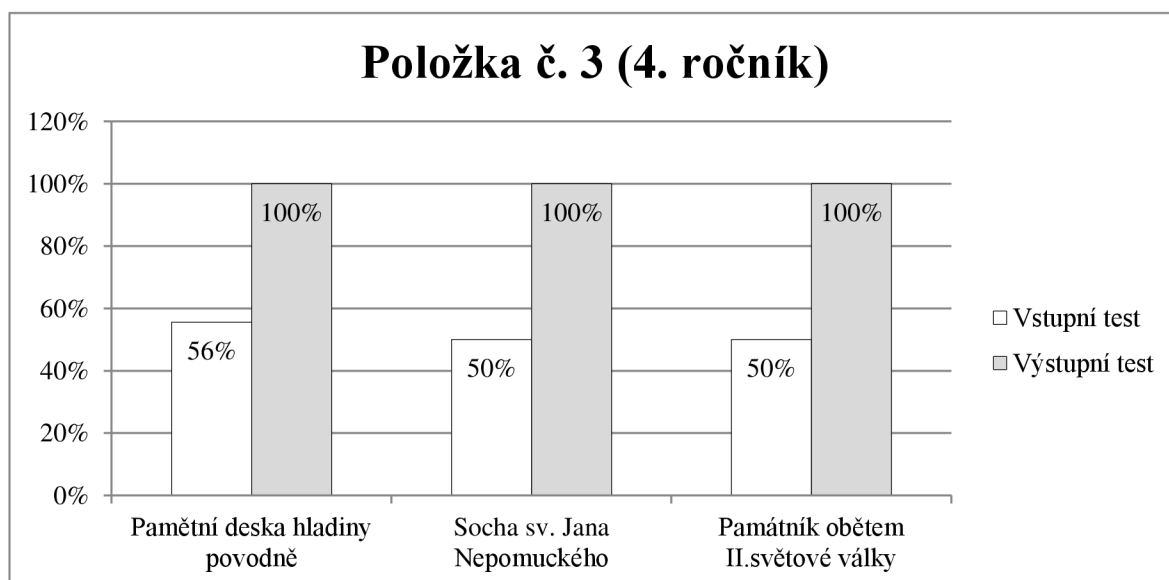 Položka č. 3 (4. ročník)
120%
100%
80%
60%
40%
20%
0%
56%
100%
50%
100%
50%
100%
Pamětní deska hladiny
povodně
Socha sv. Jana
Nepomuckého
Památník obětem
II.světové války
Vstupní test
Výstupní test